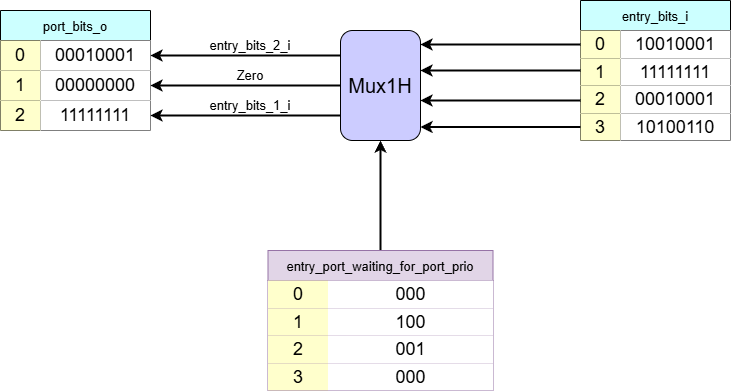 port_bits_o
0 00010001
1 00000000
2 11111111
entry_bits_2_i
Zero
entry_bits_1_i
Mux1H
entry_bits_i
0 10010001
1 11111111
2 00010001
3 10100110
entry_port_waiting_for_port_prio
0 000
1 100
2 001
3 000